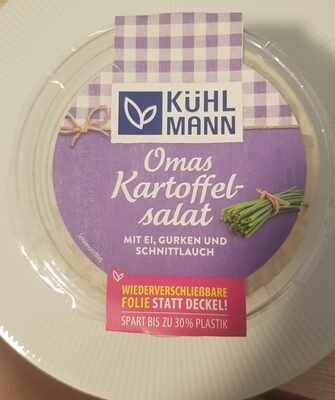 KÜHL
MANN
Omas
Kartoffel-
salat
MIT EI, GURKEN UND
SCHNITTLAUCH
Serviervorschlag
WIEDERVERSCHLIEẞBARE
FOLIE STATT DECKEL!
SPART BIS ZU 30% PLASTIK